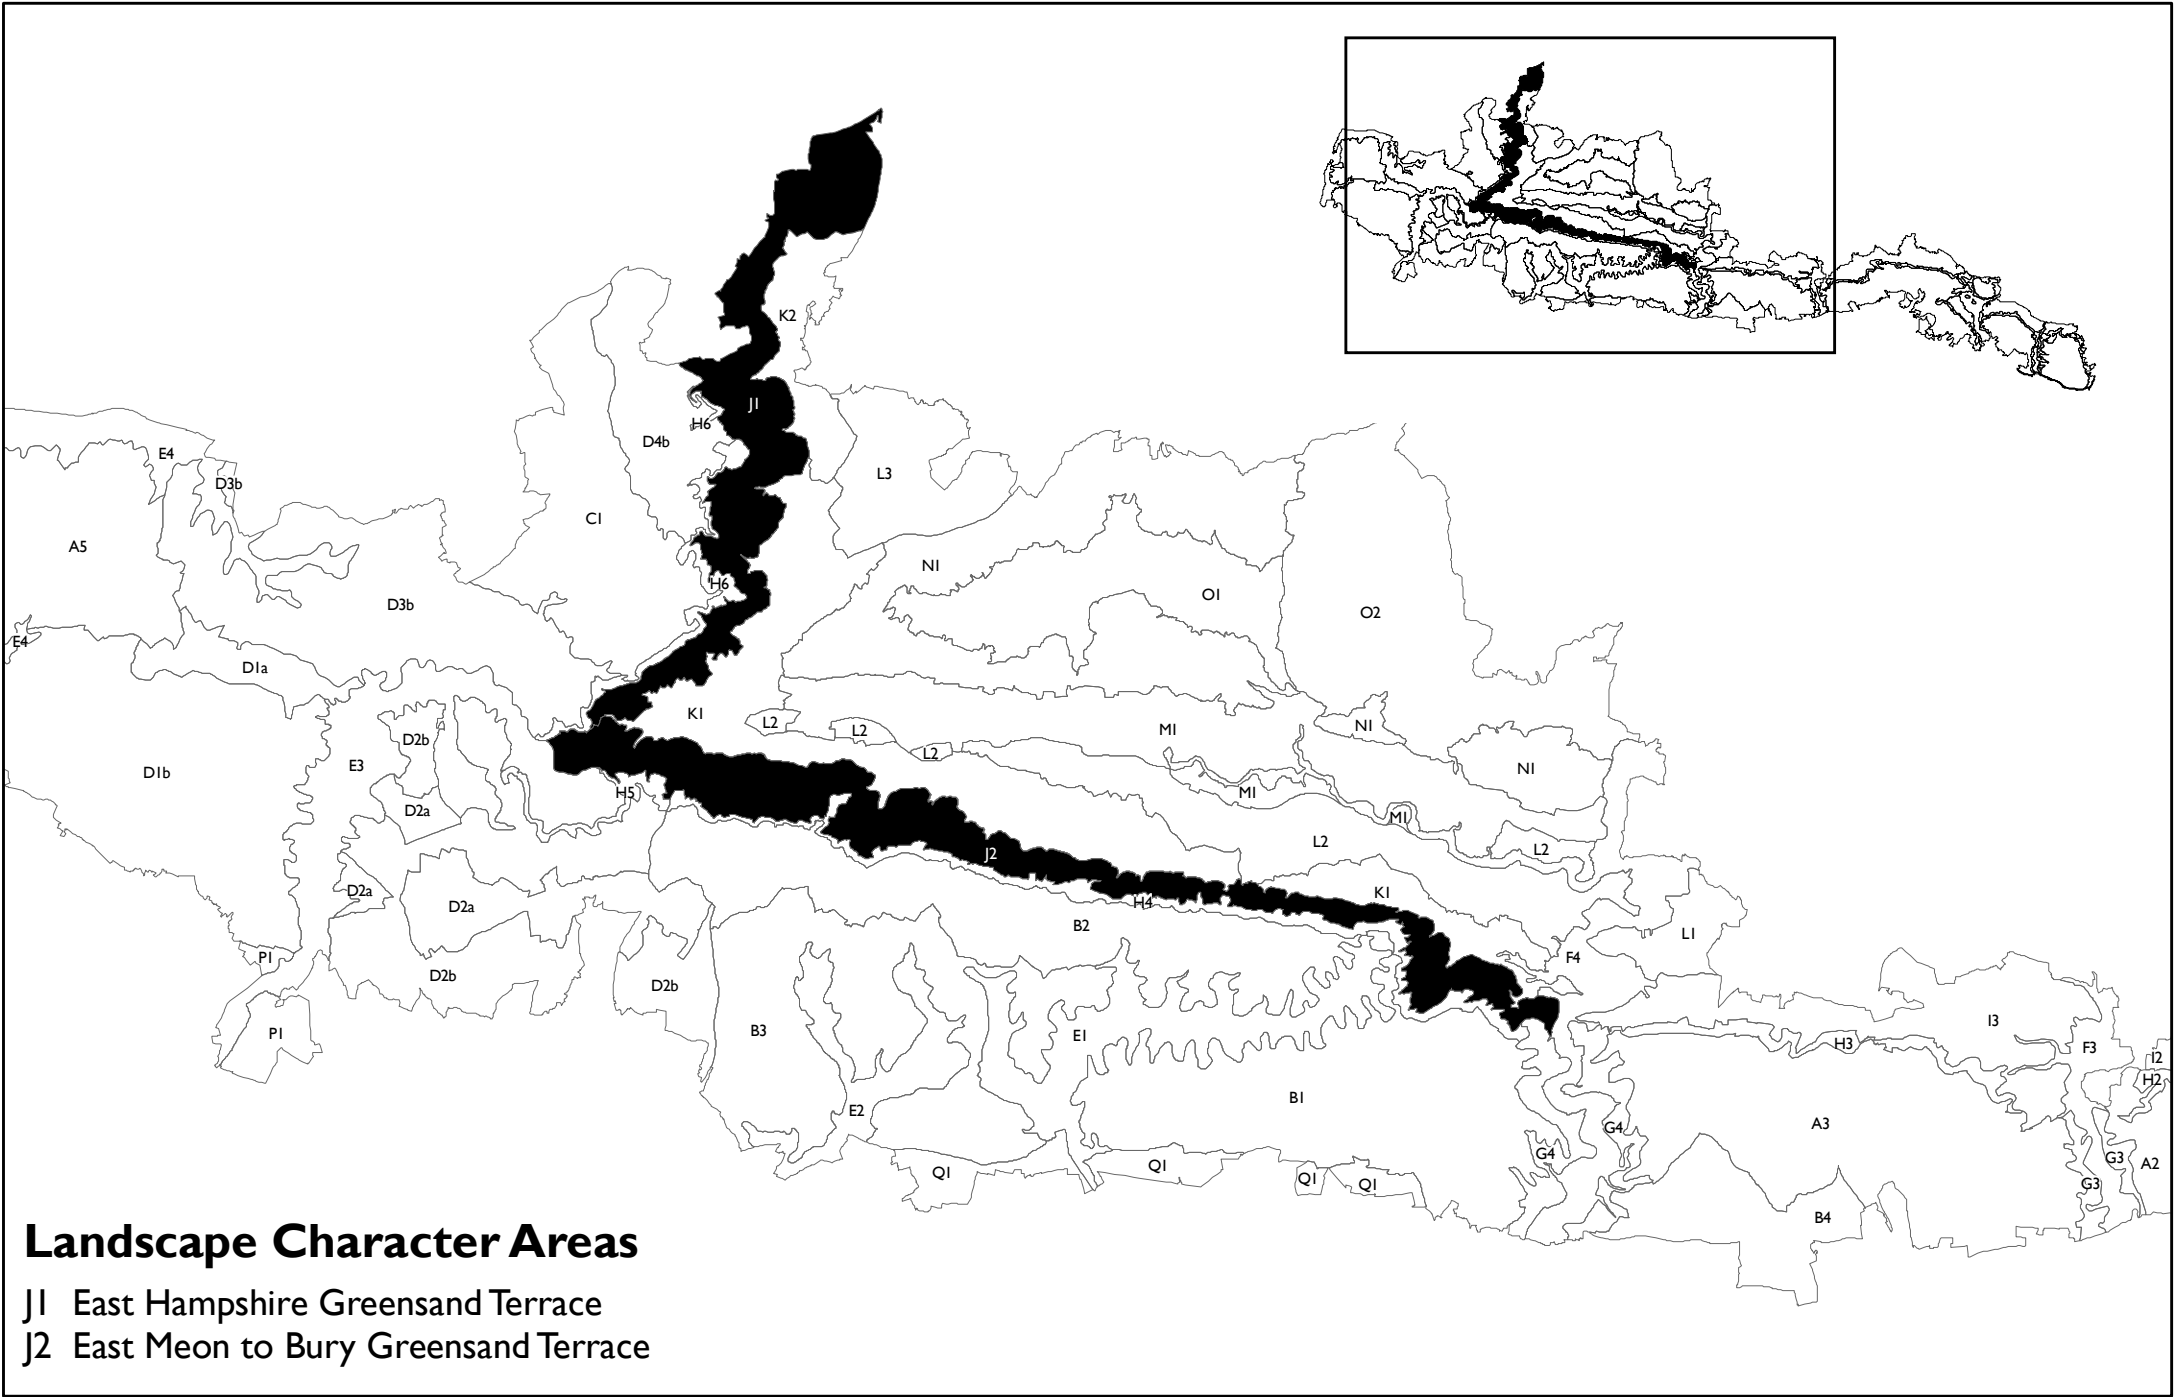 K2
J1
H6
D4b
L3
E4
D3b
C1
A5
N1
H6
O1
D3b
O2
E4
D1a
K1
L2
L2
L2
M1
N1
D2b
E3
D1b
N1
H5
M1
D2a
M1
L2
L2
J2
D2a
D2a
K1
H4
B2
L1
P1
F4
D2b
D2b
P1
B3
E1
I3
H3
F3
I2
H2
E2
B1
A3
G4
G4
G3
A2
Q1
Q1
Q1
Q1
G3
B4
Landscape Character Areas
J1 East Hampshire Greensand Terrace
J2 East Meon to Bury Greensand Terrace